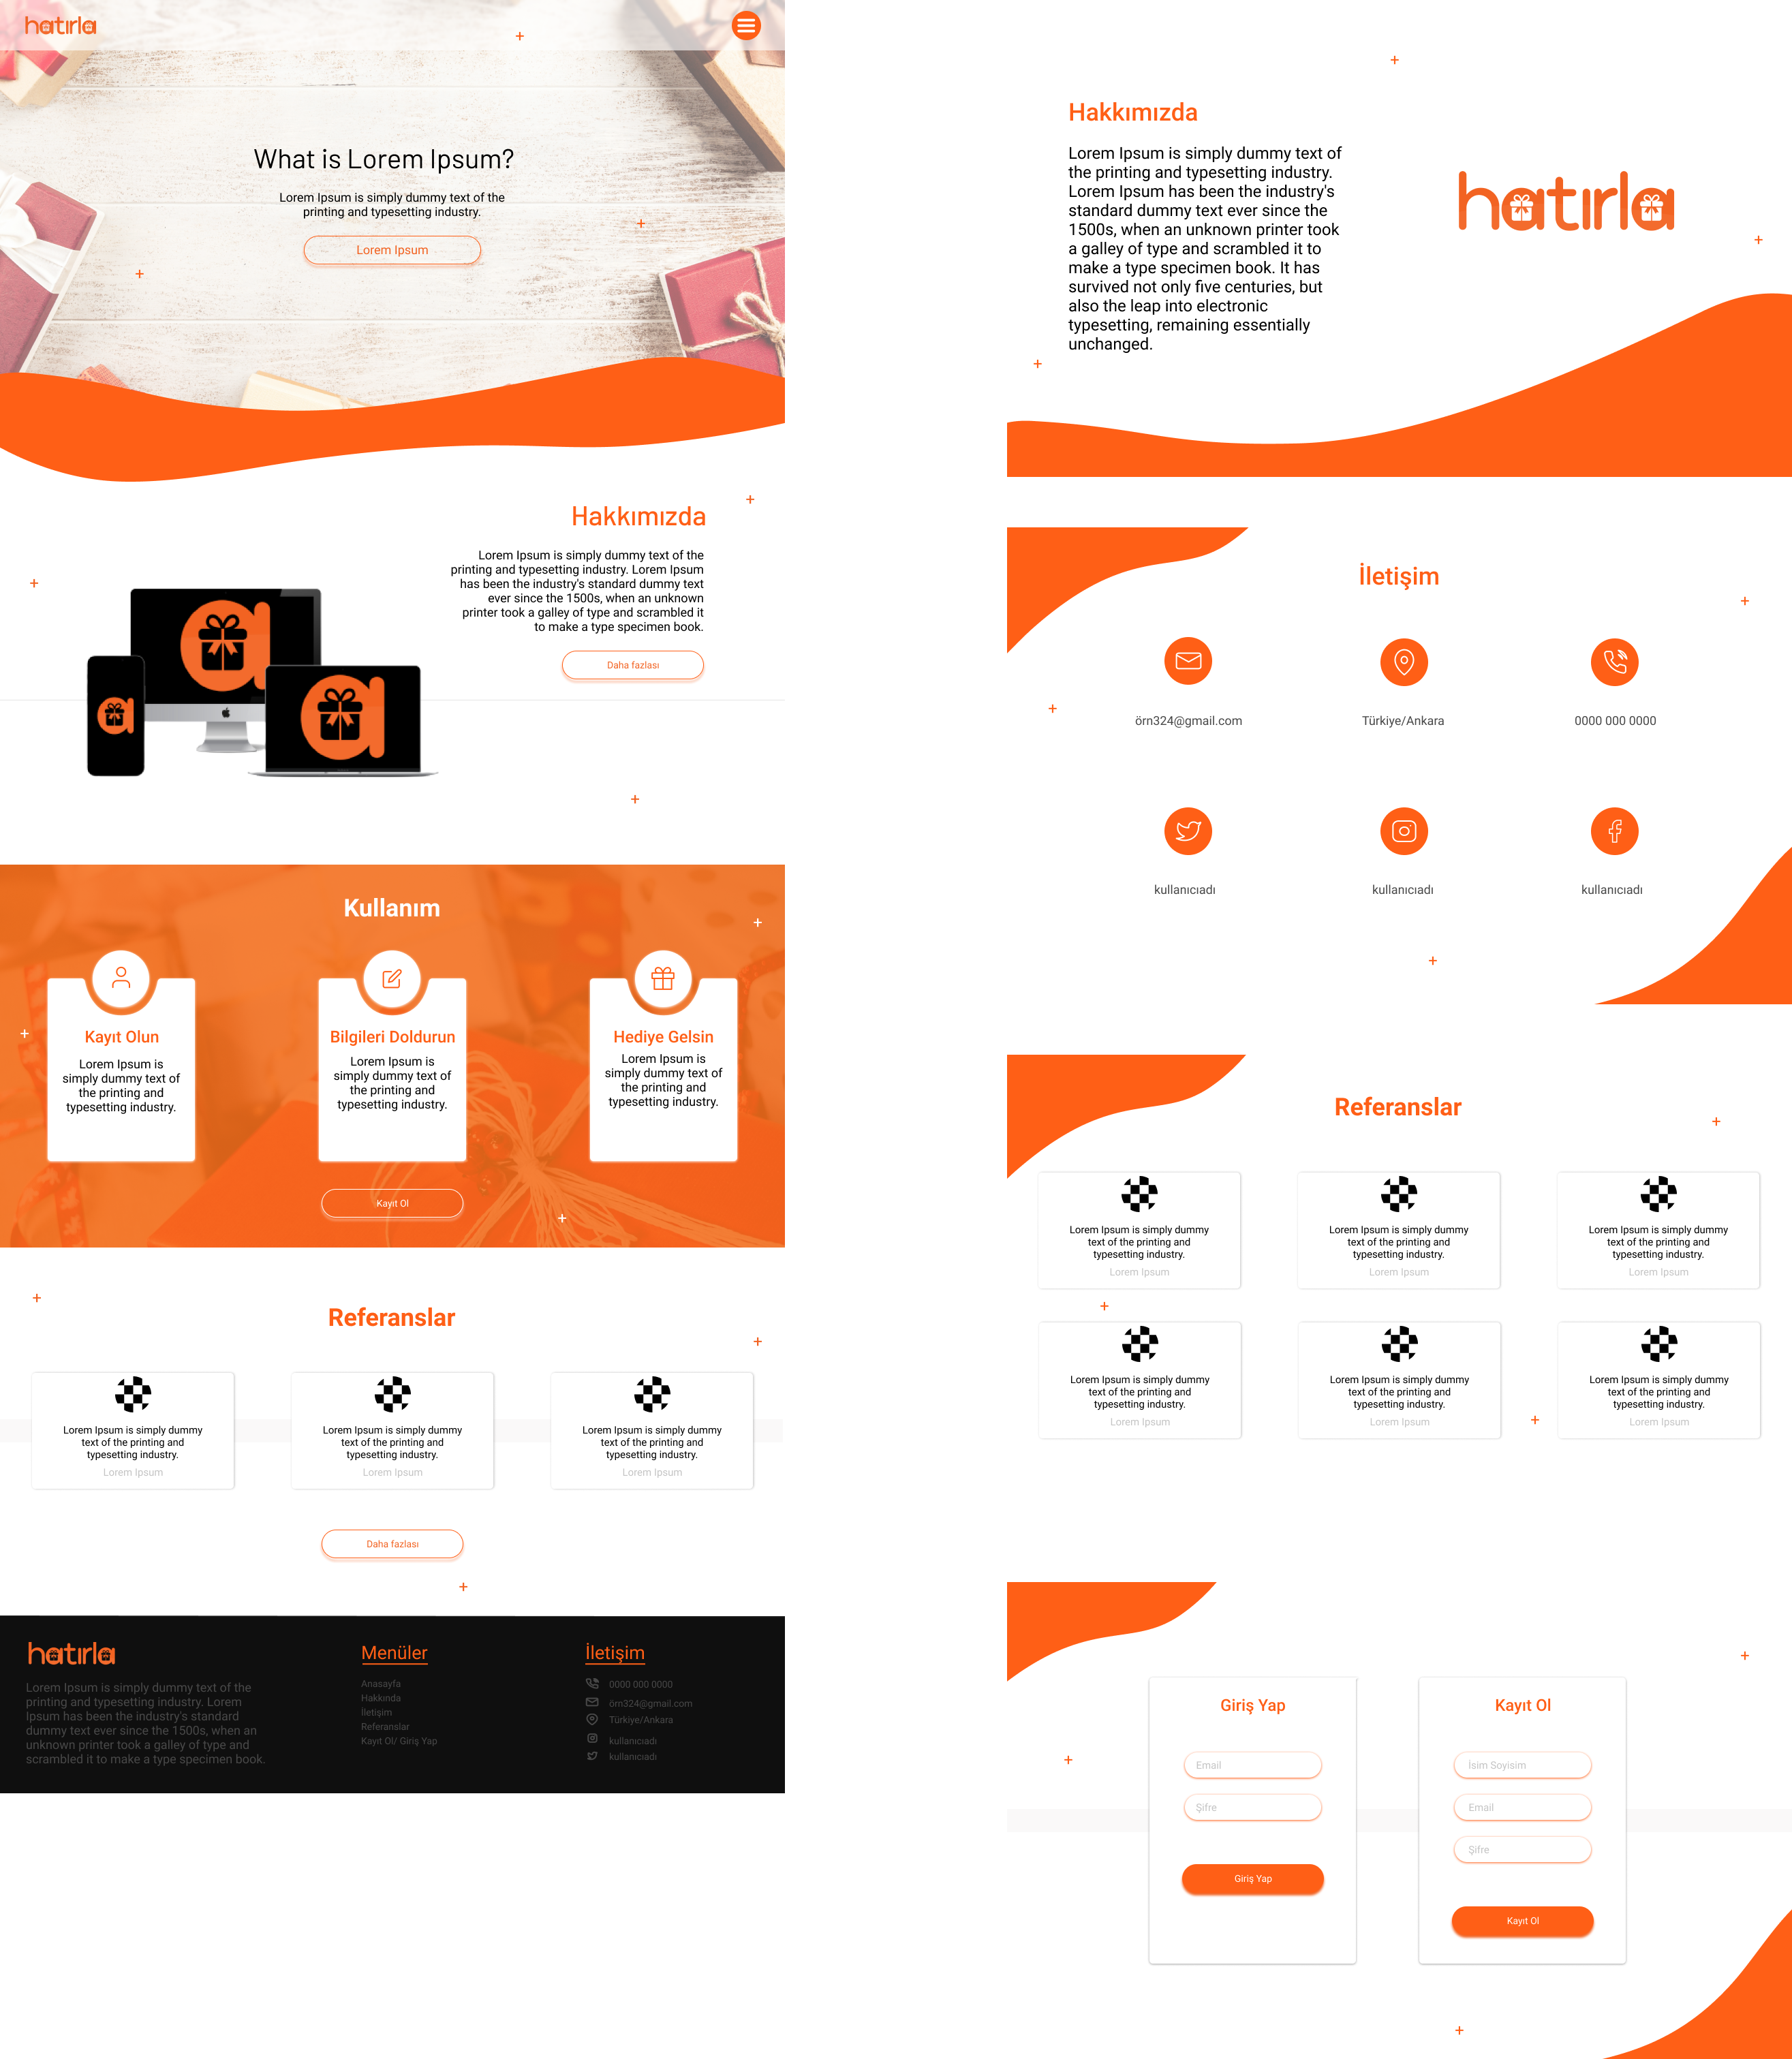 hatırla
What is Lorem Ipsum?
Lorem Ipsum is simply dummy text of the
printing and typesetting industry.
Lorem Ipsum
Hakkımızda
Lorem Ipsum is simply dummy text of the
printing and typesetting industry. Lorem Ipsum
has been the industry's standard dummy text
ever since the 1500s, when an unknown
printer took a galley of type and scrambled it
to make a type specimen book.
Daha fazlası
Kullanım
Kayıt Olun
Lorem Ipsum is
simply dummy text of
the printing and
typesetting industry.
Bilgileri Doldurun
Lorem Ipsum is
simply dummy text of
the printing and
typesetting industry.
Hediye Gelsin
Lorem Ipsum is
simply dummy text of
the printing and
typesetting industry.
Kayıt Ol
Referanslar
Lorem Ipsum is simply dummy
text of the printing and
typesetting industry.
Lorem Ipsum
Lorem Ipsum is simply dummy
text of the printing and
typesetting industry.
Lorem Ipsum
Lorem Ipsum is simply dummy
text of the printing and
typesetting industry.
Lorem Ipsum
Daha fazlası
hatırla
Lorem Ipsum is simply dummy text of the
printing and typesetting industry. Lorem
Ipsum has been the industry's standard
dummy text ever since the 1500s, when an
unknown printer took a galley of type and
scrambled it to make a type specimen book.
Menüler
Anasayfa
Hakkında
İletişim
Referanslar
Kayıt Ol/ Giriş Yap
İletişim
0000 000 0000
örn324@gmail.com
Türkiye/Ankara
kullanıcıadı
kullanıcıadı
Hakkımızda
Lorem Ipsum is simply dummy text of
the printing and typesetting industry.
Lorem Ipsum has been the industry's
standard dummy text ever since the
1500s, when an unknown printer took
a galley of type and scrambled it to
make a type specimen book. It has
survived not only five centuries, but
also the leap into electronic
typesetting, remaining essentially
unchanged.
hatırla
İletişim
örn324@gmail.com
Türkiye/Ankara
0000 000 0000
kullanıcıadı
kullanıcıadı
kullanıcıadı
Referanslar
Lorem Ipsum is simply dummy
text of the printing and
typesetting industry.
Lorem Ipsum
Lorem Ipsum is simply dummy
text of the printing and
typesetting industry.
Lorem Ipsum
Lorem Ipsum is simply dummy
text of the printing and
typesetting industry.
Lorem Ipsum
Lorem Ipsum is simply dummy
text of the printing and
typesetting industry.
Lorem Ipsum
Lorem Ipsum is simply dummy
text of the printing and
typesetting industry.
Lorem Ipsum
Lorem Ipsum is simply dummy
text of the printing and
typesetting industry.
Lorem Ipsum
Giriş Yap
Email
Şifre
Giriş Yap
Kayıt Ol
İsim Soyisim
Email
Şifre
Kayıt Ol